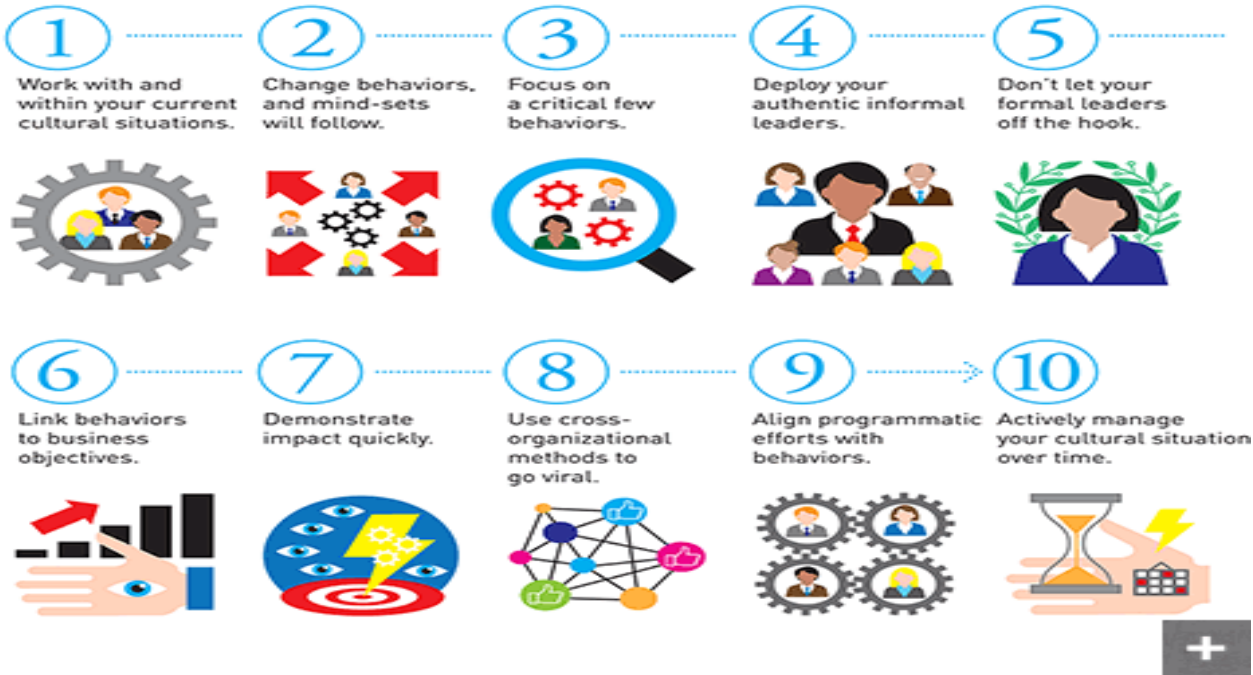 1
Work with and
within your current
cultural situations.
2
Change behaviors,
and mind-sets
will follow.
3
Focus on
a critical few
behaviors.
4
Deploy your
authentic informal
leaders.
5
Don't let your
formal leaders
off the hook.
6
Link behaviors
to business
objectives.
7
Demonstrate
impact quickly.
8
Use cross-
organizational
methods to
go viral.
9
Align programmatic
efforts with
behaviors.
10
Actively manage
your cultural situation
over time.
+